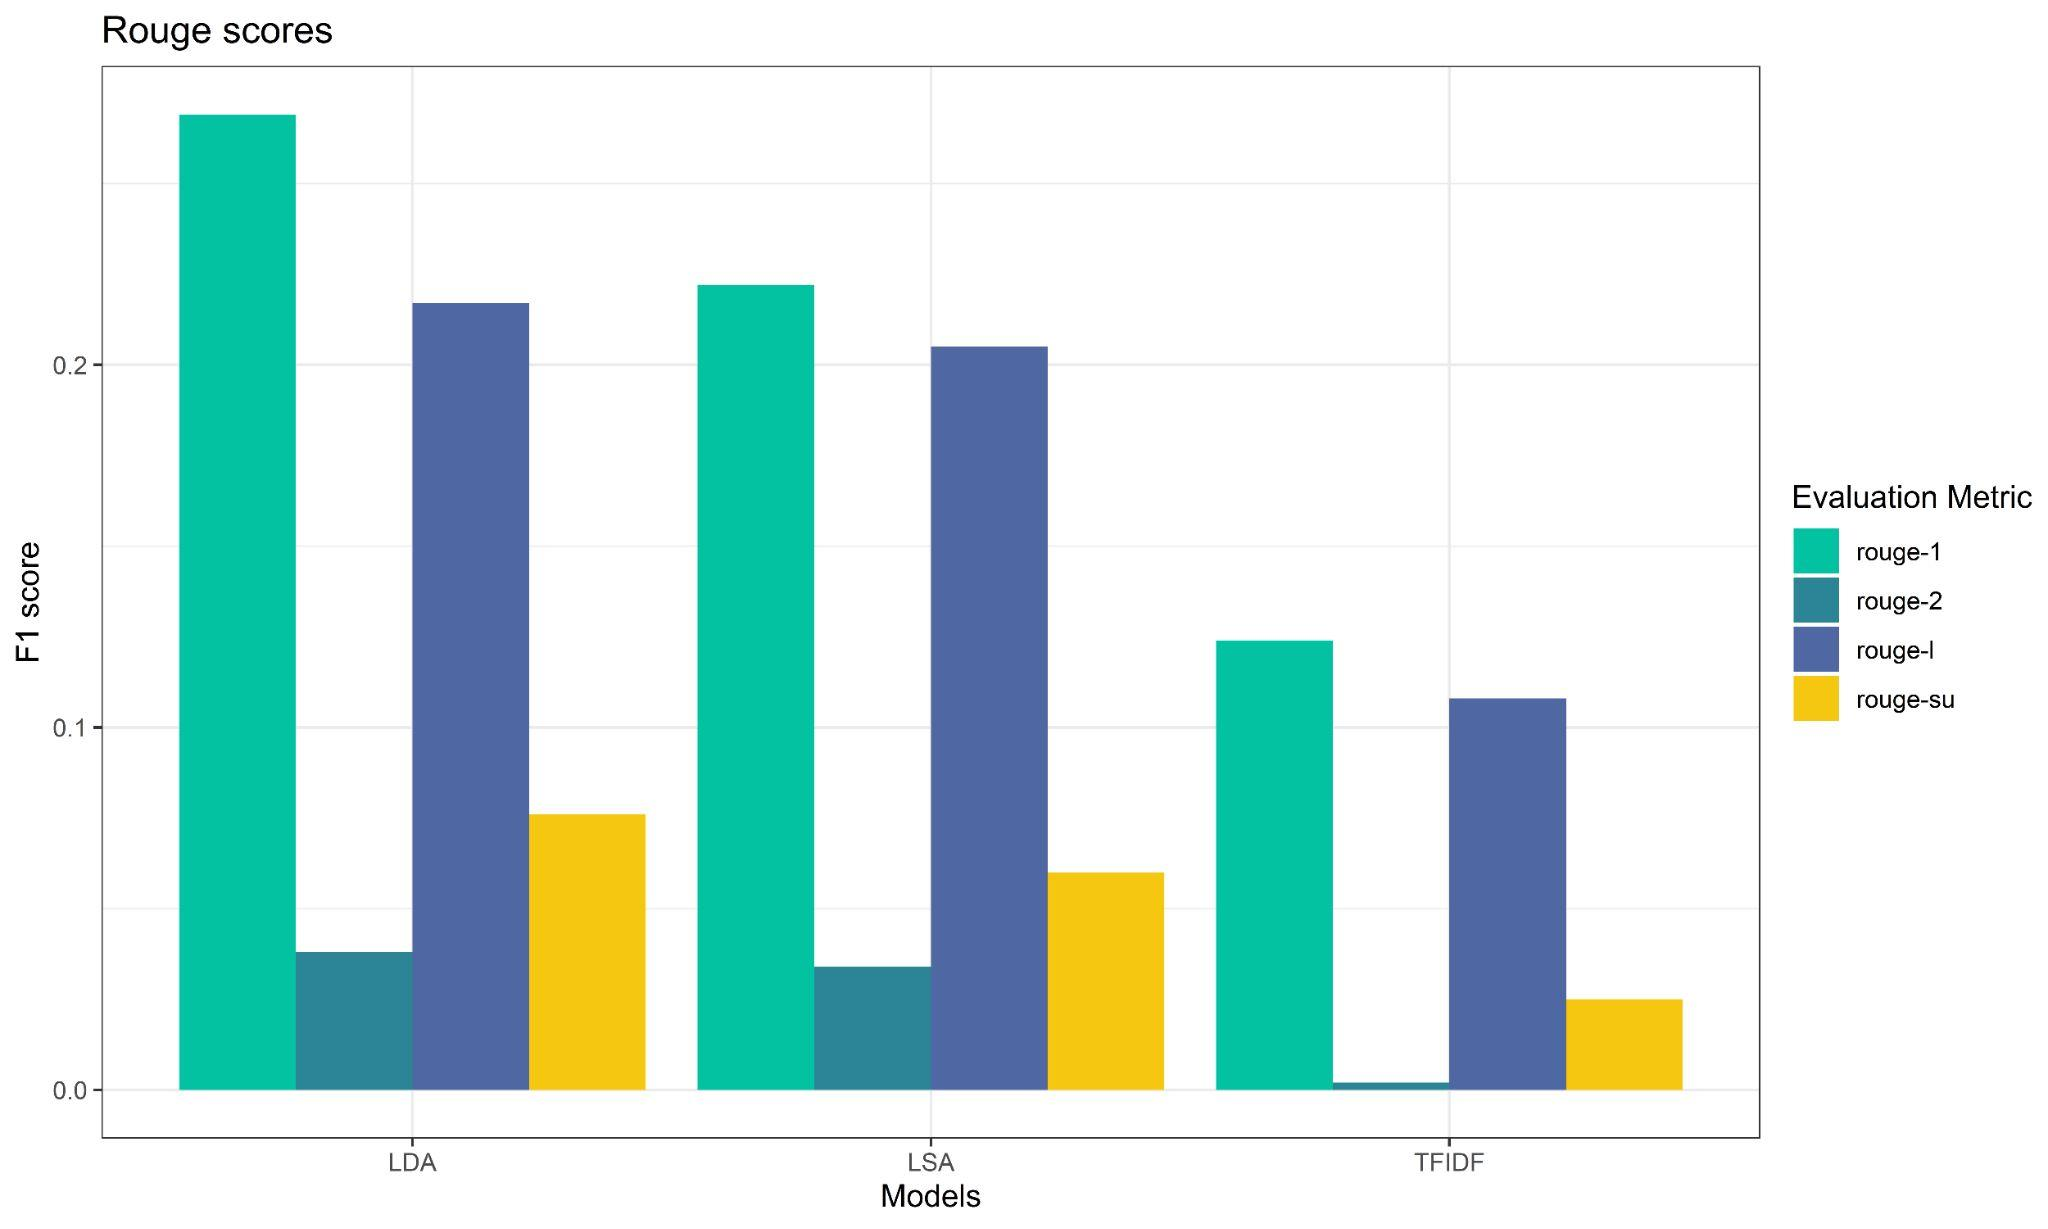 Rouge scores
F1 score
0.2
0.1
0.0
LDA
LSA
TFIDF
Models
Evaluation Metric
rouge-1
rouge-2
rouge-l
rouge-su